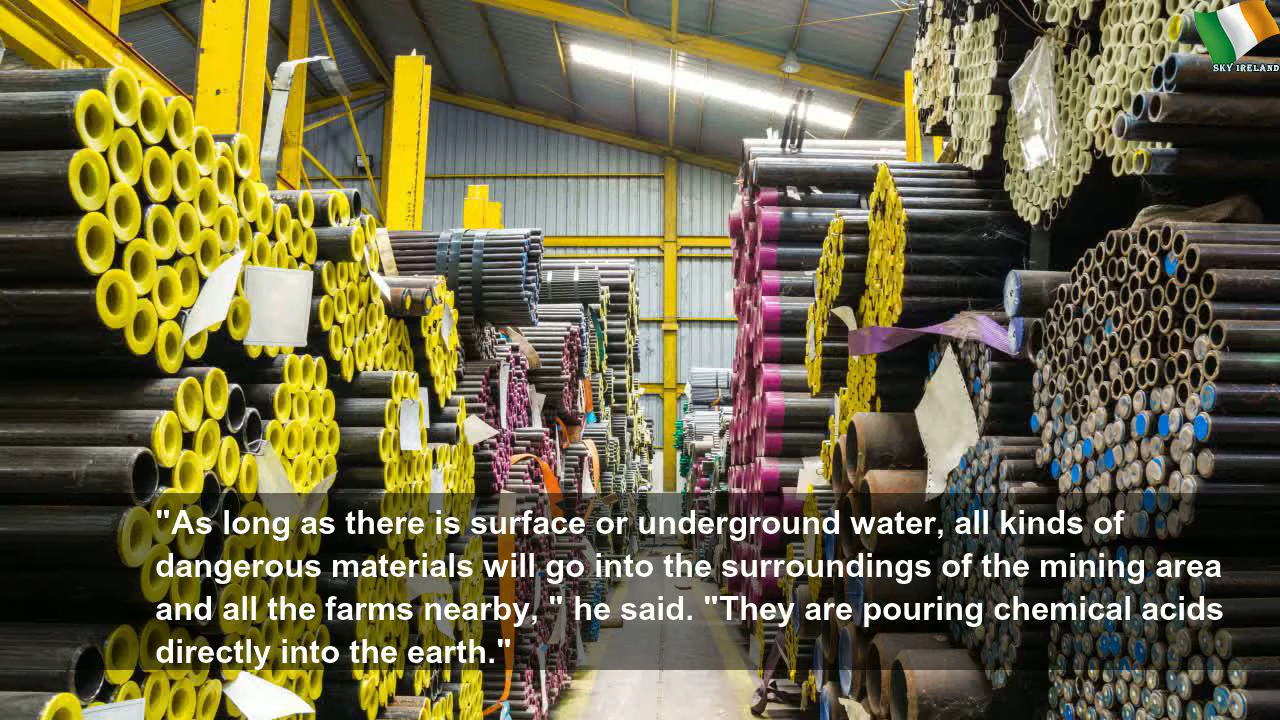 SKY IRELAND
"As long as there is surface or underground water, all kinds of
dangerous materials will go into the surroundings of the mining area
and all the farms nearby, " he said. "They are pouring chemical acids
directly into the earth."